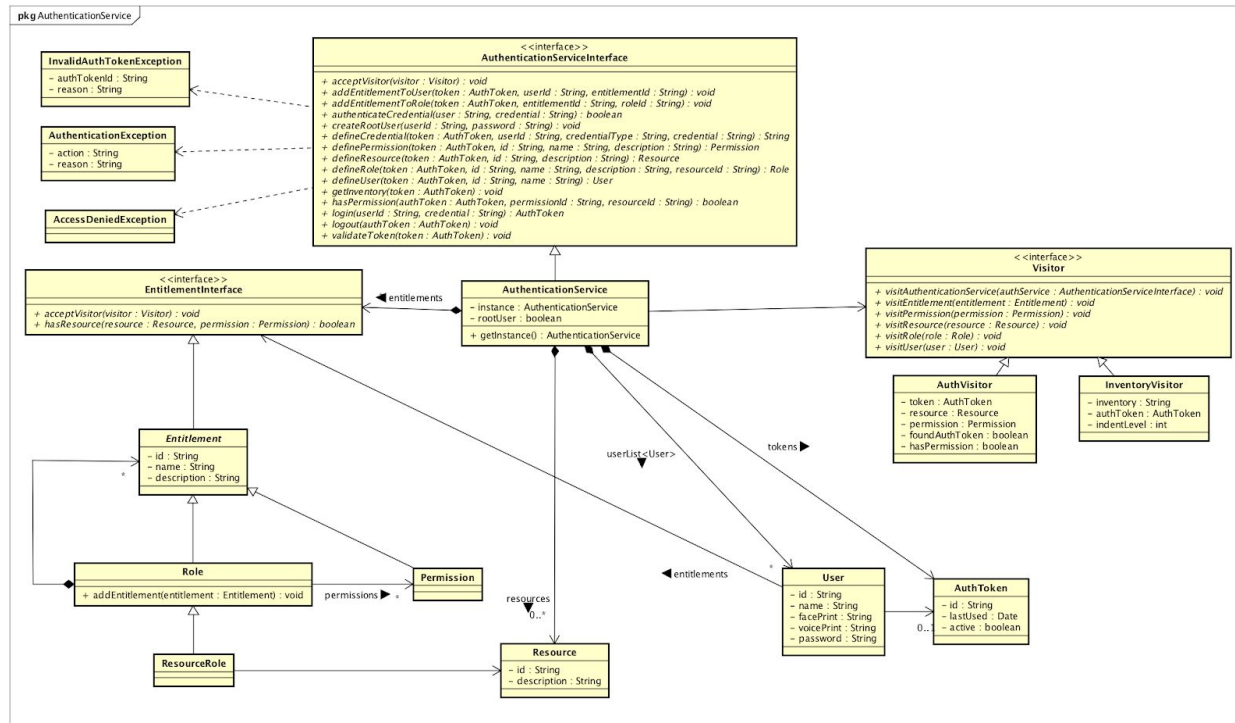 pkg AuthenticationService
InvalidAuthTokenException
- authTokenId : String
- reason : String
AuthenticationException
- action : String
- reason : String
AccessDeniedException
<<interface>>
AuthenticationServiceInterface
+ acceptVisitor(visitor : Visitor) : void
+ addEntitlementToUser(token : AuthToken, userId : String, entitlementId : String) : void
+ addEntitlementToRole(token : AuthToken, entitlementId : String, roleId : String) : void
+ authenticateCredential(user : String, credential : String) : boolean
+ createRootUser(userId : String, password : String) : void
+ defineCredential(token : AuthToken, userId : String, credentialType : String, credential : String) : String
+ definePermission(token : AuthToken, id : String, name : String, description : String) : Permission
+ defineResource(token : AuthToken, id : String, description : String) : Resource
+ defineRole(token : AuthToken, id : String, name : String, description : String, resourceId : String) : Role
+ defineUser(token : AuthToken, id : String, name : String) : User
+ getInventory(token : AuthToken) : void
+ hasPermission(authToken : AuthToken, permissionId : String, resourceId : String) : boolean
+ login(userId : String, credential : String) : AuthToken
+ logout(authToken : AuthToken) : void
+ validateToken(token : AuthToken) : void
<<interface>>
EntitlementInterface
+ acceptVisitor(visitor : Visitor) : void
+ hasResource(resource : Resource, permission : Permission) : boolean
entitlements
AuthenticationService
- instance : AuthenticationService
- rootUser : boolean
+ getInstance() : AuthenticationService
<<interface>>
Visitor
+ visitAuthenticationService(authService : AuthenticationServiceInterface) : void
+ visitEntitlement(entitlement : Entitlement) : void
+ visitPermission(permission : Permission) : void
+ visitResource(resource : Resource) : void
+ visitRole(role : Role) : void
+ visitUser(user : User) : void
AuthVisitor
- token : AuthToken
- resource : Resource
- permission : Permission
- foundAuthToken : boolean
- hasPermission : boolean
InventoryVisitor
- inventory : String
- authToken : AuthToken
- indentLevel : int
Entitlement
- id : String
- name : String
- description : String
*
userList<User>
tokens
Role
+ addEntitlement(entitlement : Entitlement) : void
permissions
*
Permission
entitlements
*
resources
0..*
User
- id : String
- name : String
- facePrint : String
- voicePrint : String
- password : String
AuthToken
- id : String
- lastUsed : Date
- active : boolean
ResourceRole
Resource
- id : String
- description : String